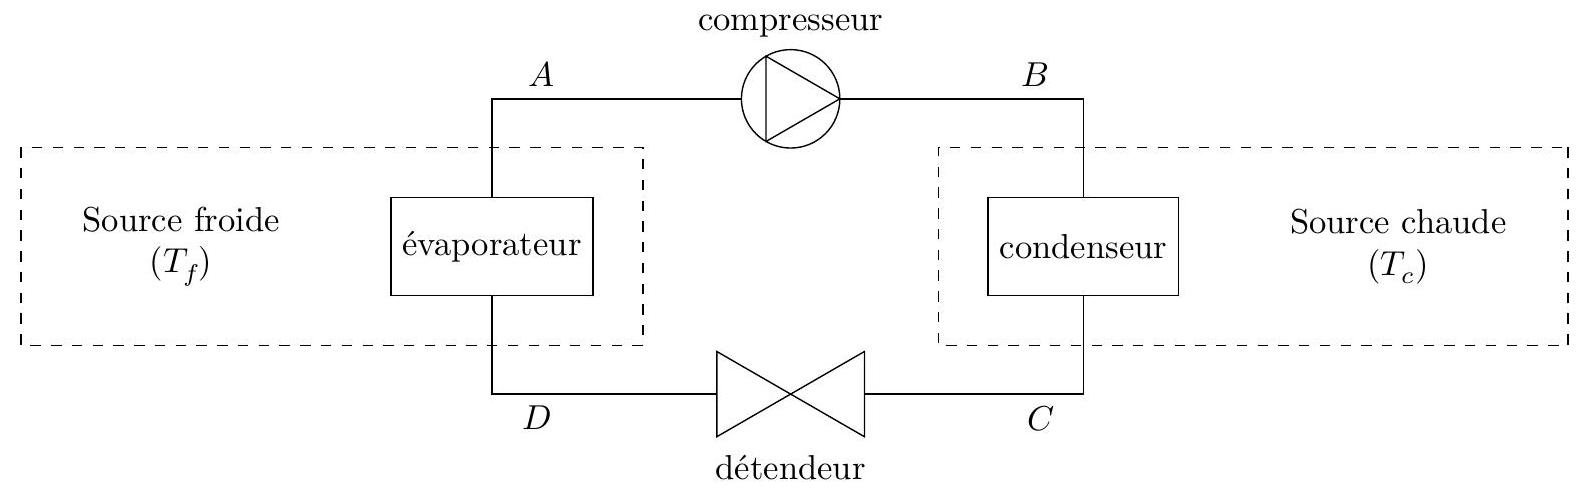 compresseur
A
B
Source froide
(T_f)
évaporateur
condenseur
Source chaude
(T_c)
D
C
détendeur